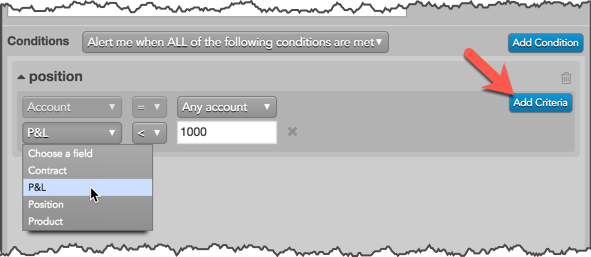 Conditions Alert me when ALL of the following conditions are met Add Condition
position
Account = Any account Add Criteria
P&L < 1000
Choose a field
Contract
P&L
Position
Product